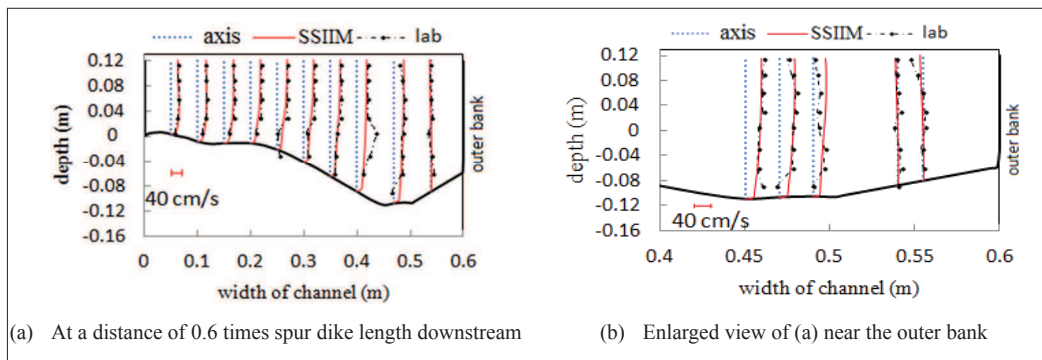 axis SSIIM lab
0.12
0.08
0.04
0
-0.04
-0.08
-0.12
-0.16
depth (m)
40 cm/s
outer bank
0 0.1 0.2 0.3 0.4 0.5 0.6
width of channel (m)
(a) At a distance of 0.6 times spur dike length downstream
axis SSIIM lab
0.12
0.08
0.04
0
-0.04
-0.08
-0.12
-0.16
depth (m)
40 cm/s
outer bank
0.4 0.45 0.5 0.55 0.6
width of channel (m)
(b) Enlarged view of (a) near the outer bank